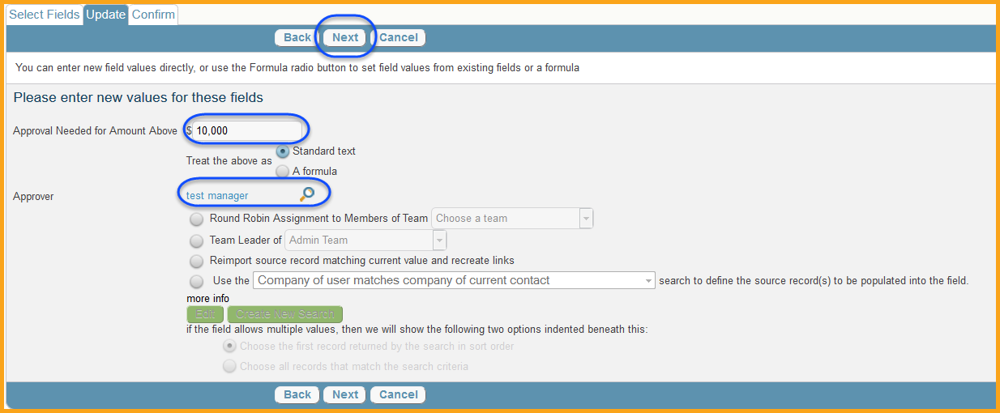 Select Fields Update Confirm
Back Next Cancel
You can enter new field values directly, or use the Formula radio button to set field values from existing fields or a formula
Please enter new values for these fields
Approval Needed for Amount Above $ 10,000
Standard text
Treat the above as
A formula
Approver test manager
Round Robin Assignment to Members of Team Choose a team
Team Leader of Admin Team
Reimport source record matching current value and recreate links
Use the Company of user matches company of current contact search to define the source record(s) to be populated into the field.
more info
Edit Create New Search
if the field allows multiple values, then we will show the following two options indented beneath this:
Choose the first record returned by the search in sort order
Choose all records that match the search criteria
Back Next Cancel